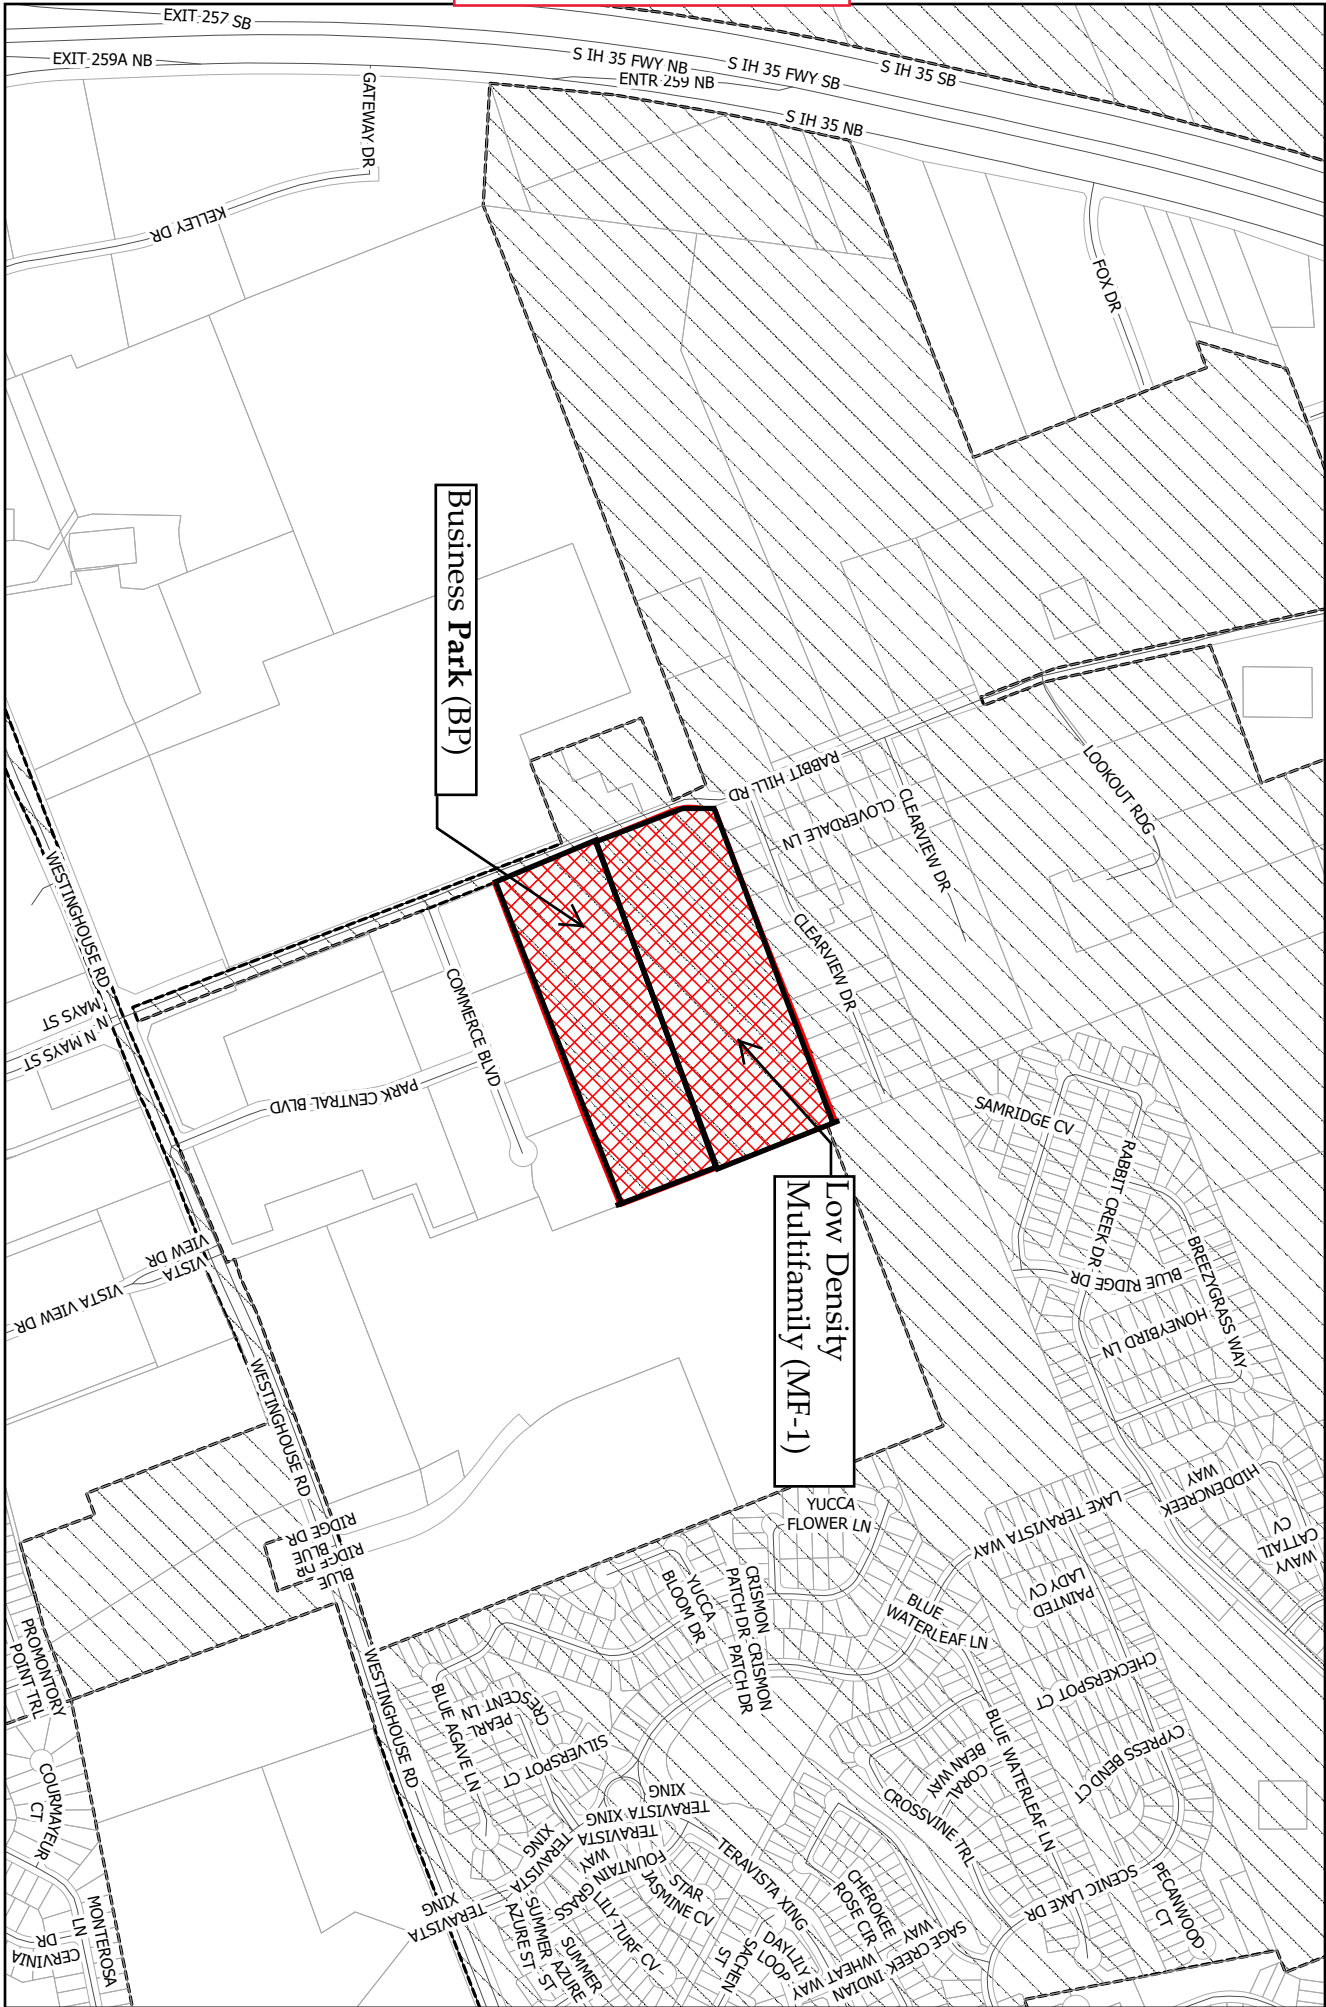 EXIT 257 SB
EXIT 259A NB
S IH 35 FWY NB
S IH 35 FWY SB
S IH 35 SB
ENTR 259 NB
S IH 35 NB
GATEWAY DR
KELLEY DR
FOX DR
Business Park (BP)
RABBIT HILL RD
CLOVERDALE LN
CLEARVIEW DR
LOOKOUT RDG
CLEARVIEW DR
WESTINGHOUSE RD
N MAYS ST
N MAYS ST
COMMERCE BLVD
PARK CENTRAL BLVD
SAMRIDGE CV
RABBIT CREEK DR
BREEZYGRASS WAY
BLUE RIDGE DR
HONEYBIRD LN
Low Density
Multifamily (MF-1)
VISTA
VIEW DR
VISTA VIEW DR
WESTINGHOUSE RD
BLUE
RIDGE DR
BLUE
RIDGE DR
YUCCA
FLOWER LN
LAKE TERAVISTA WAY
HIDDENCREEK
WAY
WAVY
CATTAIL
CV
PAINTED
LADY CV
BLUE
WATERLEAF LN
YUCCA
BLOOM DR
CRISMON
PATCH DR
CRISMON
PATCH DR
CHECKERSPOT CT
CYPRESS BEND CT
PROMONTORY
POINT TRL
WESTINGHOUSE RD
BLUE AGAVE LN
PEARL
CRESCENT LN
SILVERSPOT CT
BLUE WATERLEAF LN
CORAL
BEAN WAY
CROSSVINE TRL
TERAVISTA
XING
TERAVISTA XING
TERAVISTA
XING
TERAVISTA XING
TERAVISTA
XING
FOUNTAIN GRASS
WAY
STAR
JASMINE CV
LILY TURF CV
SUMMER
AZURE ST
SUMMER
AZURE
ST
CHEROKEE
ROSE CIR
DAYLILY
LOOP
SACHEN
ST
INDIAN
WHEAT WAY
SAGE CREEK
WAY
SCENIC LAKE DR
PECANWOOD
CT
COURMAYEUR
CT
MONTEROSA
LN
CERVINIA
DR